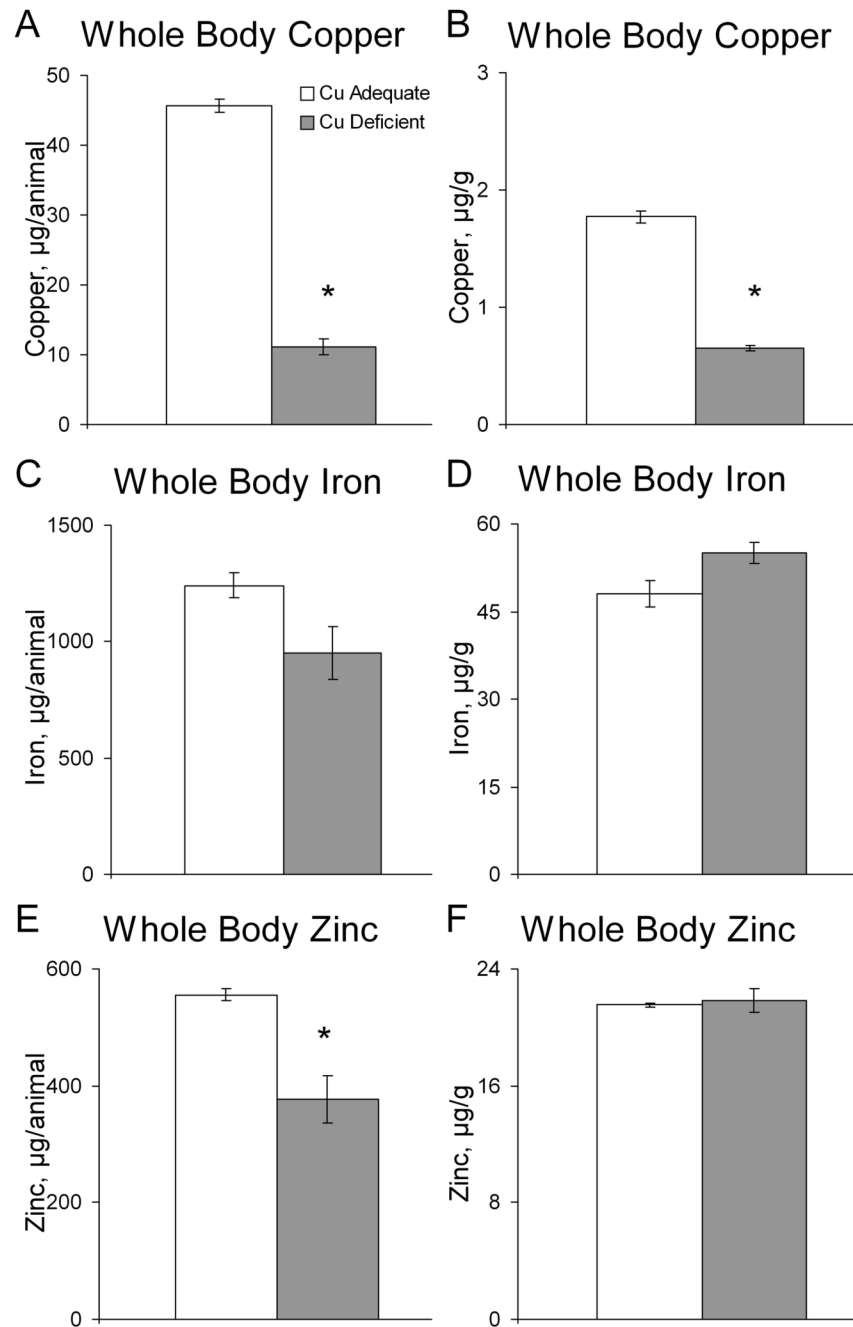 A Whole Body Copper
50
40
30
20
10
0
Copper, µg/animal
Cu Adequate
Cu Deficient
*
B Whole Body Copper
3
2
1
0
Copper, µg/g
*
C Whole Body Iron
1500
1000
500
0
Iron, µg/animal
D Whole Body Iron
60
45
30
15
0
Iron, µg/g
E Whole Body Zinc
600
400
200
0
Zinc, µg/animal
*
F Whole Body Zinc
24
16
8
0
Zinc, µg/g